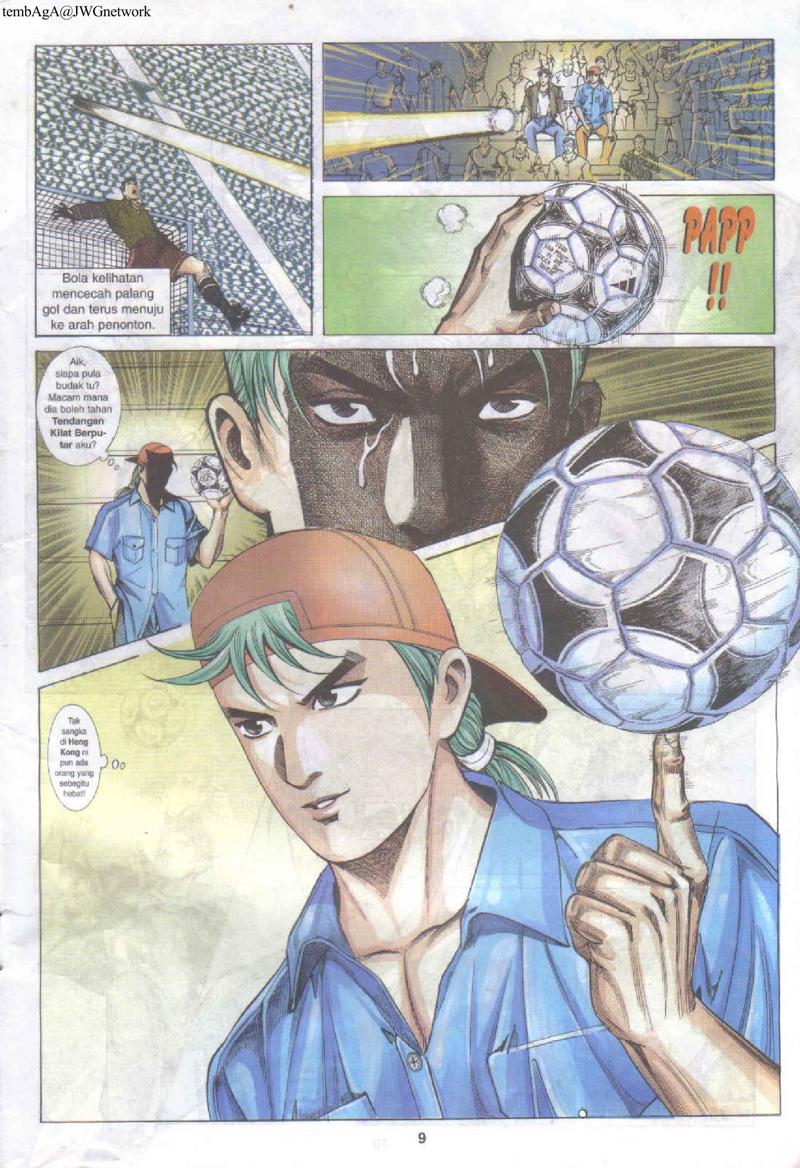 tembAgA@JWGnetwork
Bola kelihatan
mencecah palang
gol dan terus menuju
ke arah penonton.
PAPP
!!
Aik,
siapa pula
budak tu?
Macam mana
dia boleh tahan
Tendangan
Kilat Berpu-
tar aku?
Tak
sangka
di Hong
Kong ni
pun ada
orang yang
sebegitu
hebat!
9